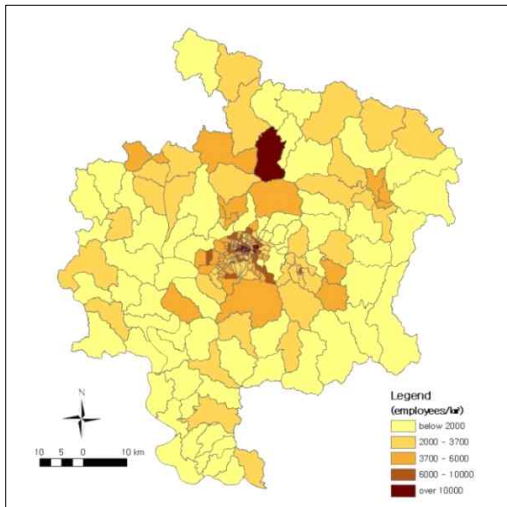 N
10 5 0 10 km
Legend
(employees/㎢)
below 2000
2000 - 3700
3700 - 6000
6000 - 10000
over 10000